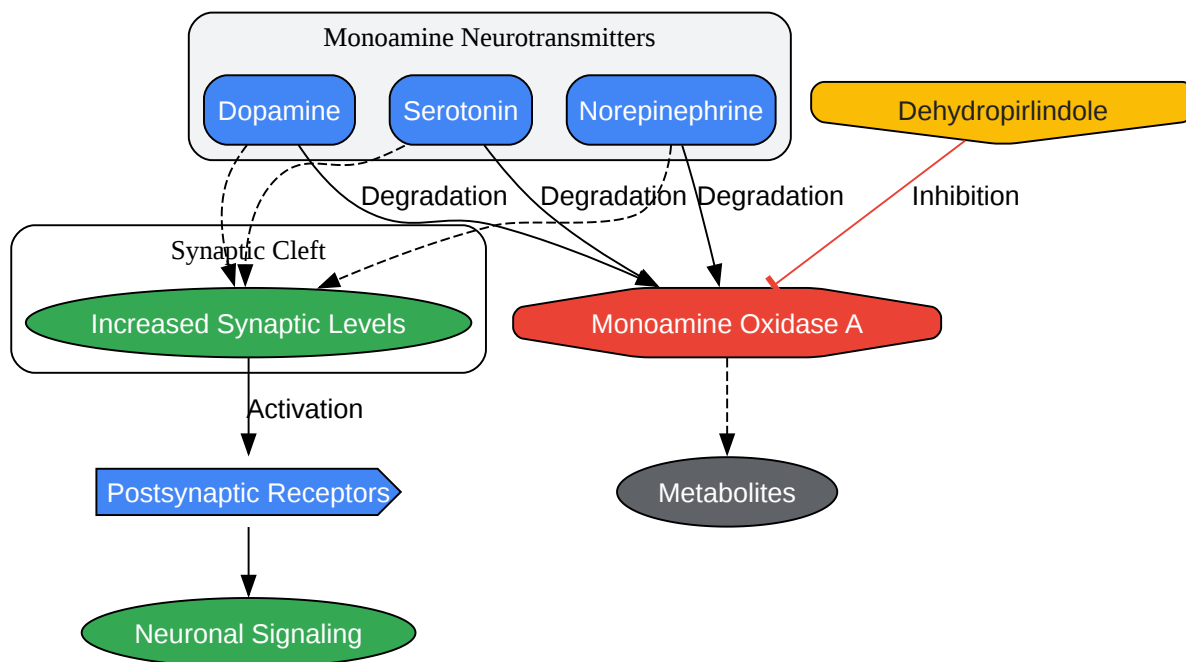 Monoamine Neurotransmitters
Dopamine
Serotonin
Norepinephrine
Dehydropirlindole
Degradation
Degradation
Degradation
Inhibition
Synaptic Cleft
Increased Synaptic Levels
Monoamine Oxidase A
Activation
Postsynaptic Receptors
Metabolites
Neuronal Signaling